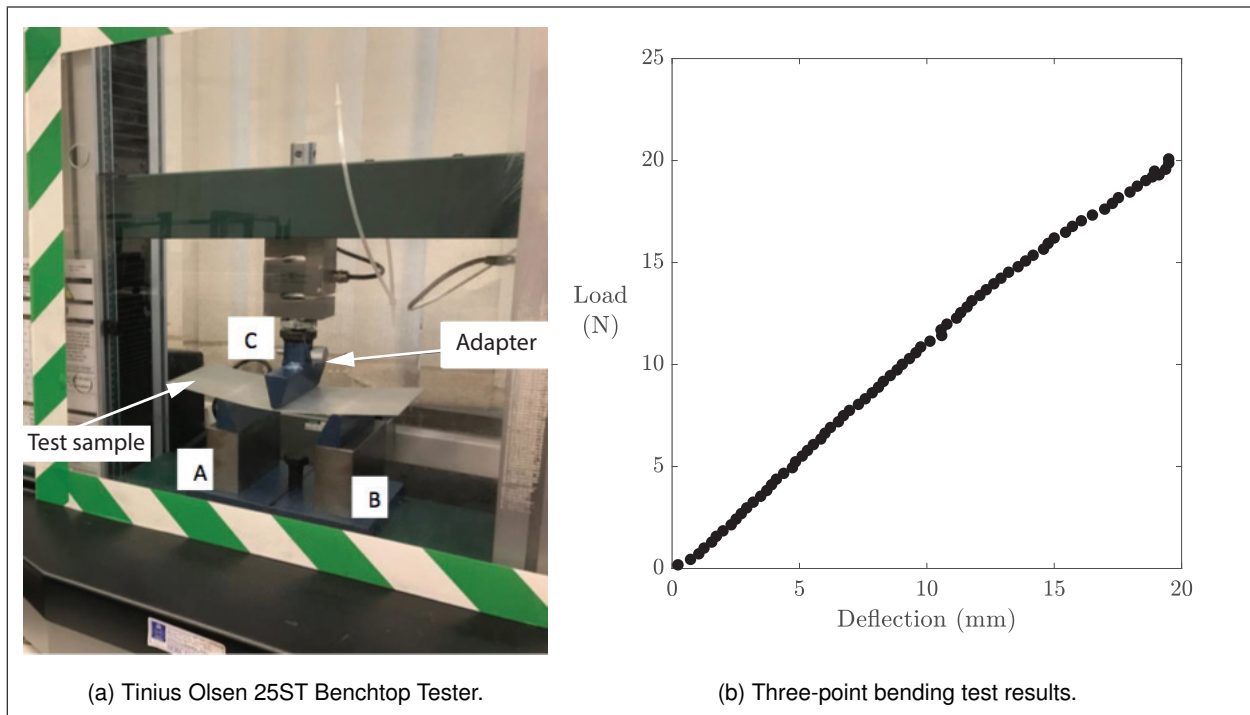 C
Adapter
Test sample
A
B
(a) Tinius Olsen 25ST Benchtop Tester.
25
20
15
Load
(N)
10
5
0
0 5 10 15 20
Deflection (mm)
(b) Three-point bending test results.